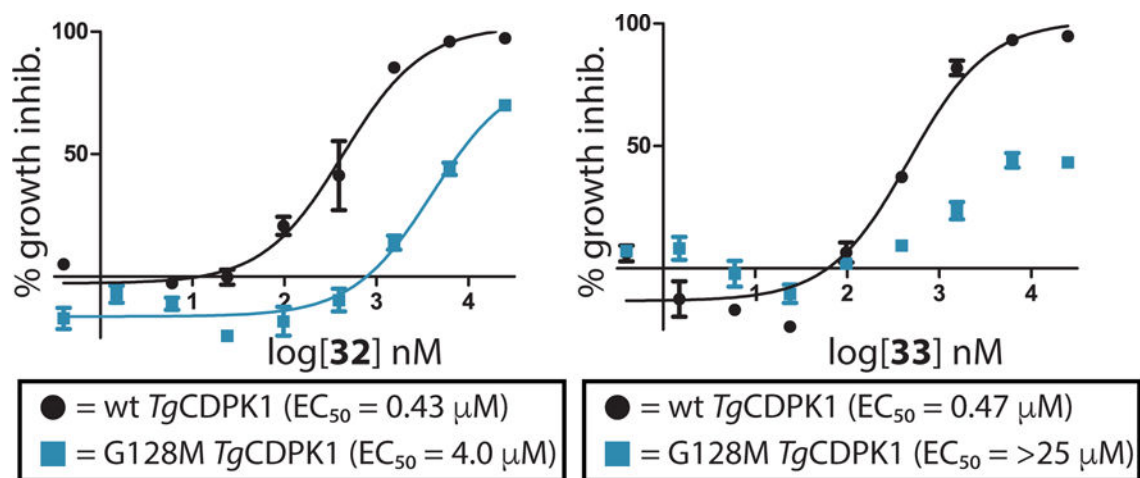 100
50
% growth inhib.
1 2 3 4
log[32] nM
● = wt TgCDPK1 (EC50 = 0.43 μM)
■ = G128M TgCDPK1 (EC50 = 4.0 μM)
100
50
% growth inhib.
1 2 3 4
log[33] nM
● = wt TgCDPK1 (EC50 = 0.47 μM)
■ = G128M TgCDPK1 (EC50 = >25 μM)